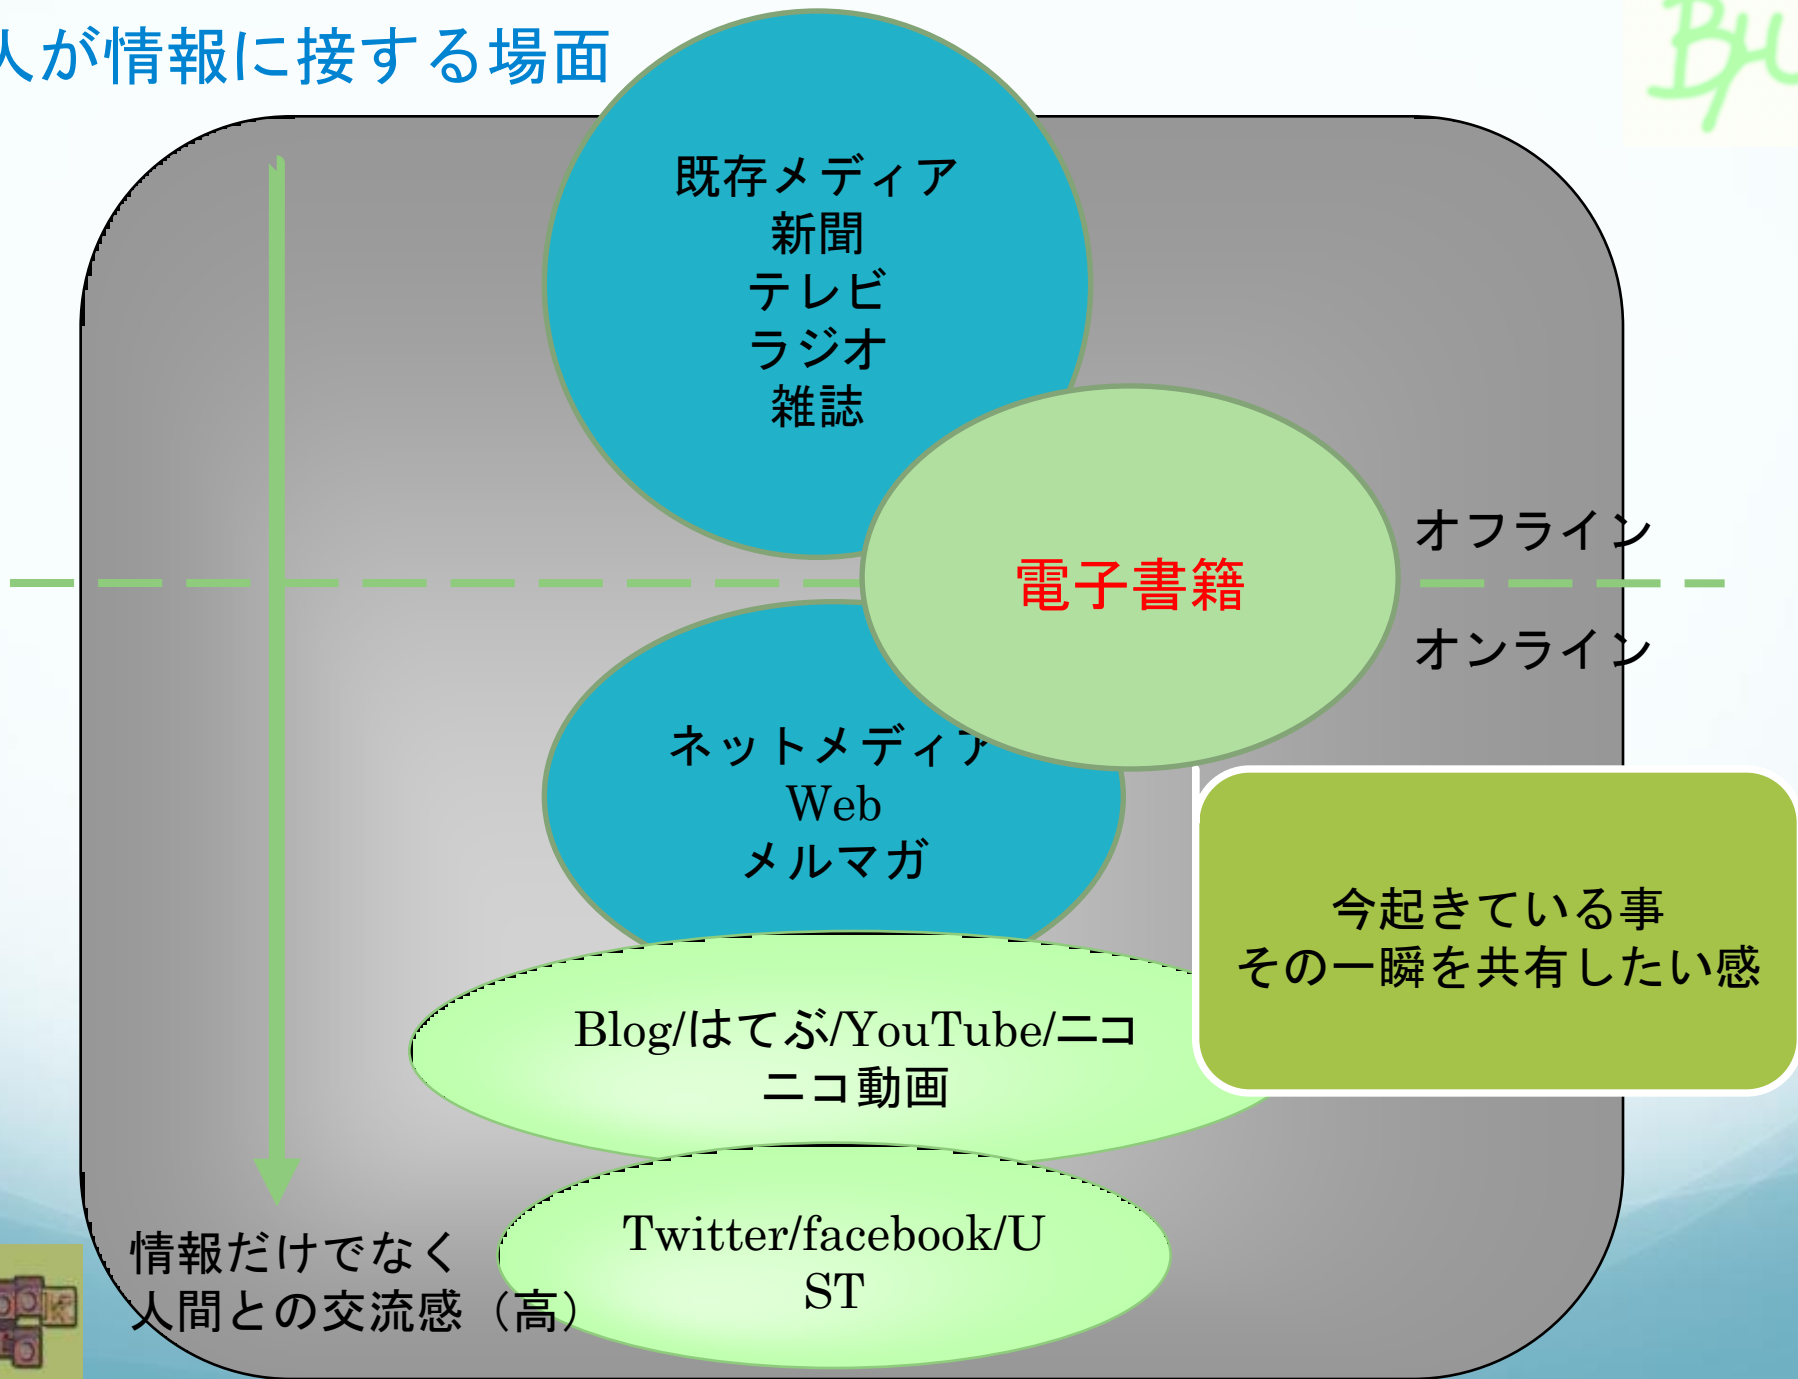 人が情報に接する場面
既存メディア
新聞
テレビ
ラジオ
雑誌
オフライン
電子書籍
オンライン
ネットメディア
Web
メルマガ
今起きている事
その一瞬を共有したい感
Blog/はてぶ/YouTube/ニコ
ニコ動画
Twitter/facebook/U
ST
情報だけでなく
人間との交流感（高）